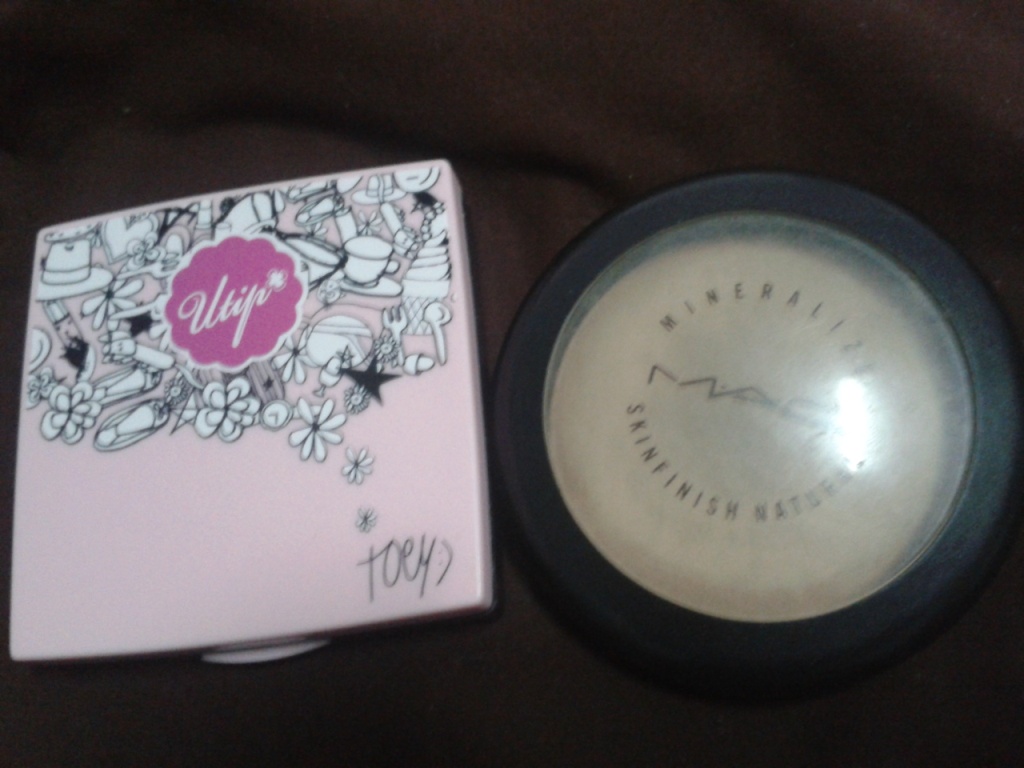 Utip
toey:)
MINERALIZE
MAC
SKINFINISH NATURAL